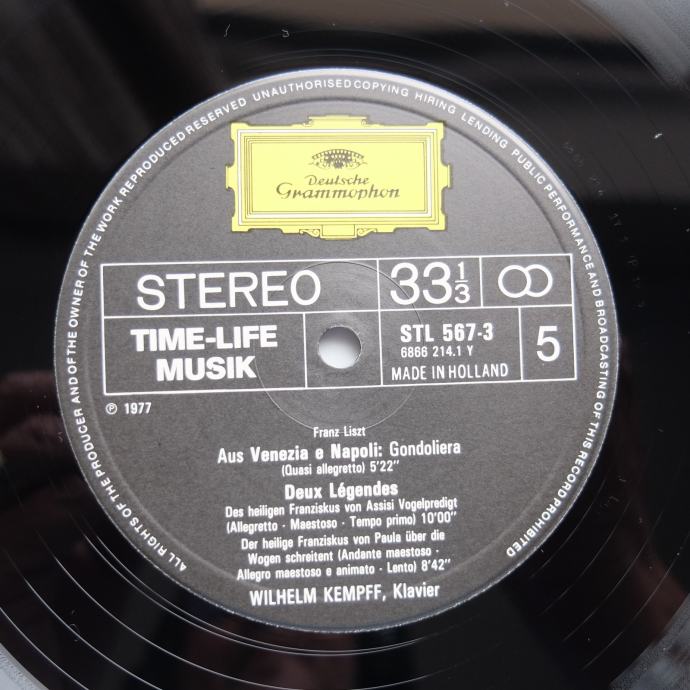 ALL RIGHTS OF THE PRODUCER AND OF THE OWNER OF THE WORK REPRODUCED RESERVED UNAUTHORISED COPYING HIRING LENDING PUBLIC PERFORMANCE AND BROADCASTING OF THIS RECORD PROHIBITED
Deutsche
Grammophon
STEREO 33 1/3
TIME-LIFE
MUSIK
STL 567-3
6866 214.1 Y
MADE IN HOLLAND
5
℗ 1977
Franz Liszt
Aus Venezia e Napoli: Gondoliera
(Quasi allegretto) 5'22"
Deux Légendes
Des heiligen Franziskus von Assisi Vogelpredigt
(Allegretto · Maestoso · Tempo primo) 10'00"
Der heilige Franziskus von Paula über die
Wogen schreitend (Andante maestoso ·
Allegro maestoso e animato · Lento) 8'42"
WILHELM KEMPFF, Klavier